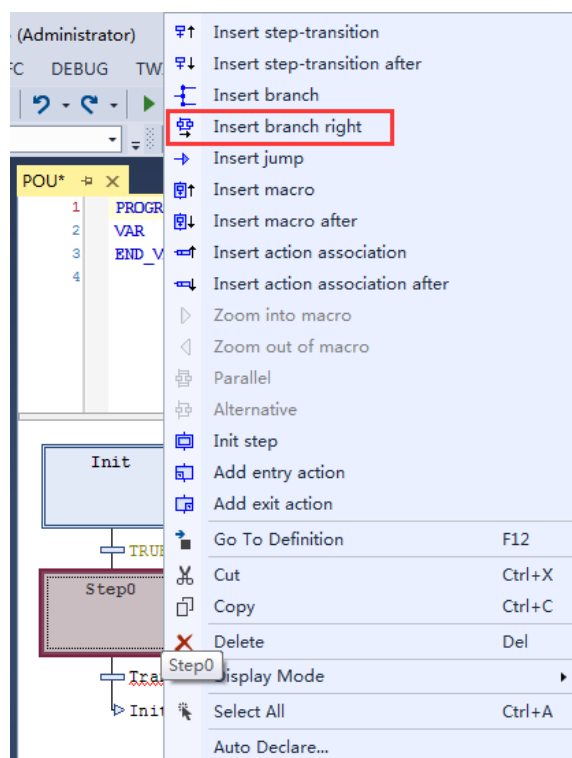 (Administrator)
FC DEBUG TW
POU*
1 PROGR
2 VAR
3 END_V
4
Init
TRUE
Step0
Tra
Init
Insert step-transition
Insert step-transition after
Insert branch
Insert branch right
Insert jump
Insert macro
Insert macro after
Insert action association
Insert action association after
Zoom into macro
Zoom out of macro
Parallel
Alternative
Init step
Add entry action
Add exit action
Go To Definition F12
Cut Ctrl+X
Copy Ctrl+C
Delete Del
Step0
Display Mode
Select All Ctrl+A
Auto Declare...